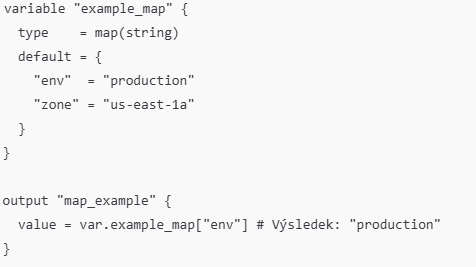 variable "example_map" {
  type    = map(string)
  default = {
    "env"  = "production"
    "zone" = "us-east-1a"
  }
}

output "map_example" {
  value = var.example_map["env"] # Výsledek: "production"
}